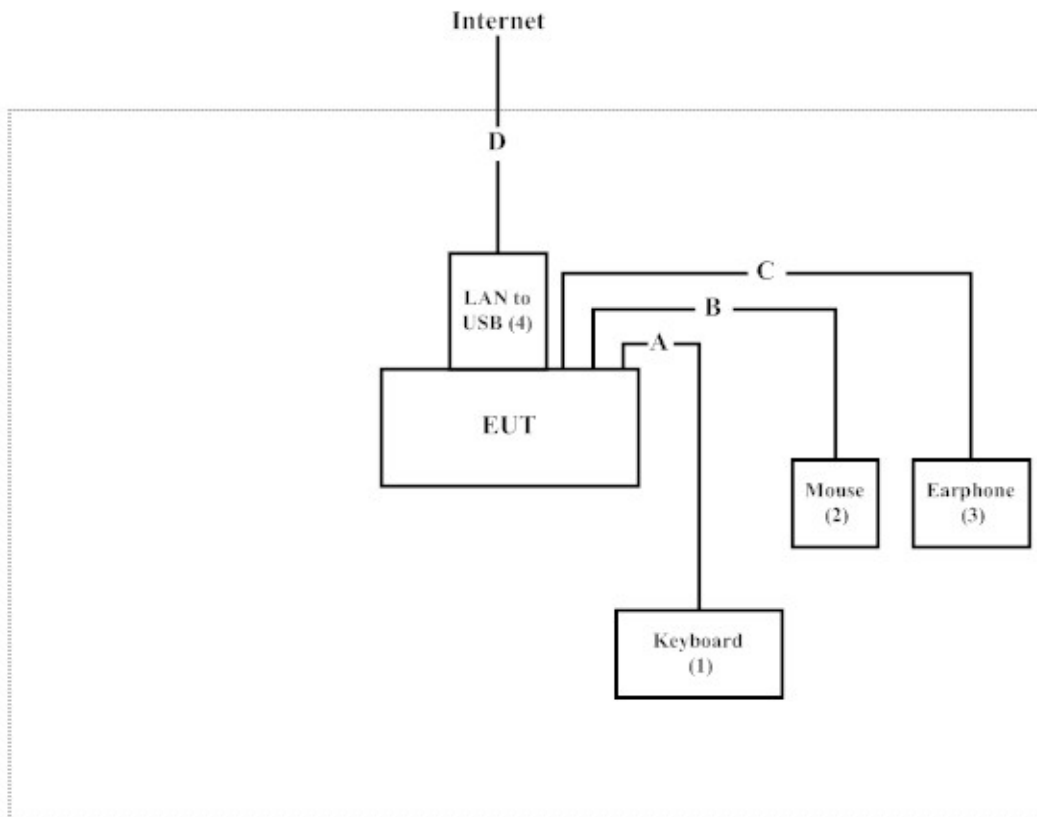 Internet
D
LAN to
USB (4)
C
B
A
EUT
Mouse
(2)
Earphone
(3)
Keyboard
(1)